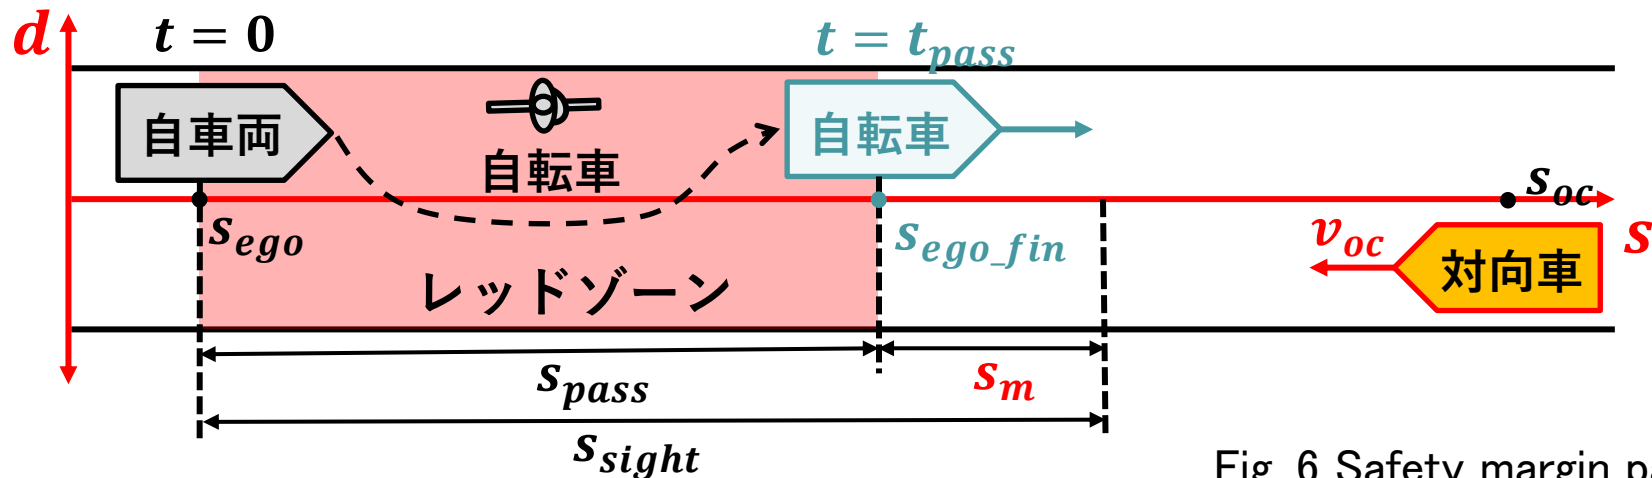 d
t = 0
t = t_pass
自車両
自転車
自転車
s_ego
s_ego_fin
s_oc
v_oc
s
対向車
レッドゾーン
s_pass
s_m
s_sight
Fig. 6 Safety margin